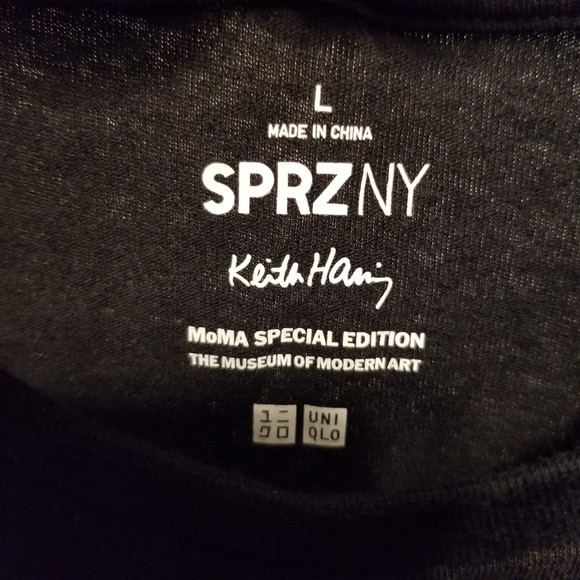 L
MADE IN CHINA
SPRZNY
Keith Haring
MoMA SPECIAL EDITION
THE MUSEUM OF MODERN ART
ユニ UNI
クロ QLO